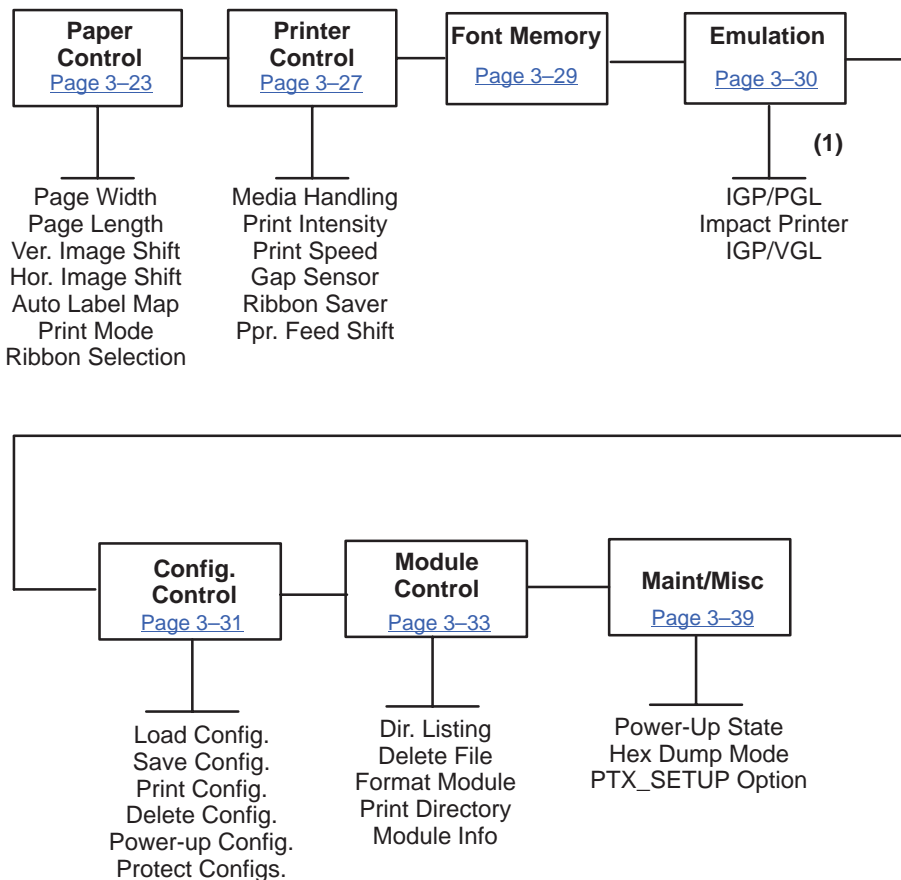 Paper
Control
Page 3–23
Printer
Control
Page 3–27
Font Memory
Page 3–29
Emulation
Page 3–30
(1)
Page Width
Page Length
Ver. Image Shift
Hor. Image Shift
Auto Label Map
Print Mode
Ribbon Selection
Media Handling
Print Intensity
Print Speed
Gap Sensor
Ribbon Saver
Ppr. Feed Shift
IGP/PGL
Impact Printer
IGP/VGL
Config.
Control
Page 3–31
Module
Control
Page 3–33
Maint/Misc
Page 3–39
Load Config.
Save Config.
Print Config.
Delete Config.
Power-up Config.
Protect Configs.
Dir. Listing
Delete File
Format Module
Print Directory
Module Info
Power-Up State
Hex Dump Mode
PTX_SETUP Option